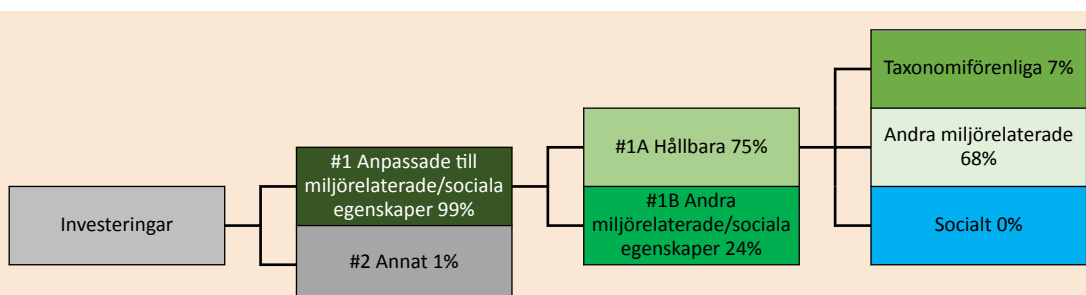 Investeringar
#1 Anpassade till
miljörelaterade/sociala
egenskaper 99%
#2 Annat 1%
#1A Hållbara 75%
#1B Andra
miljörelaterade/sociala
egenskaper 24%
Taxonomiförenliga 7%
Andra miljörelaterade
68%
Socialt 0%